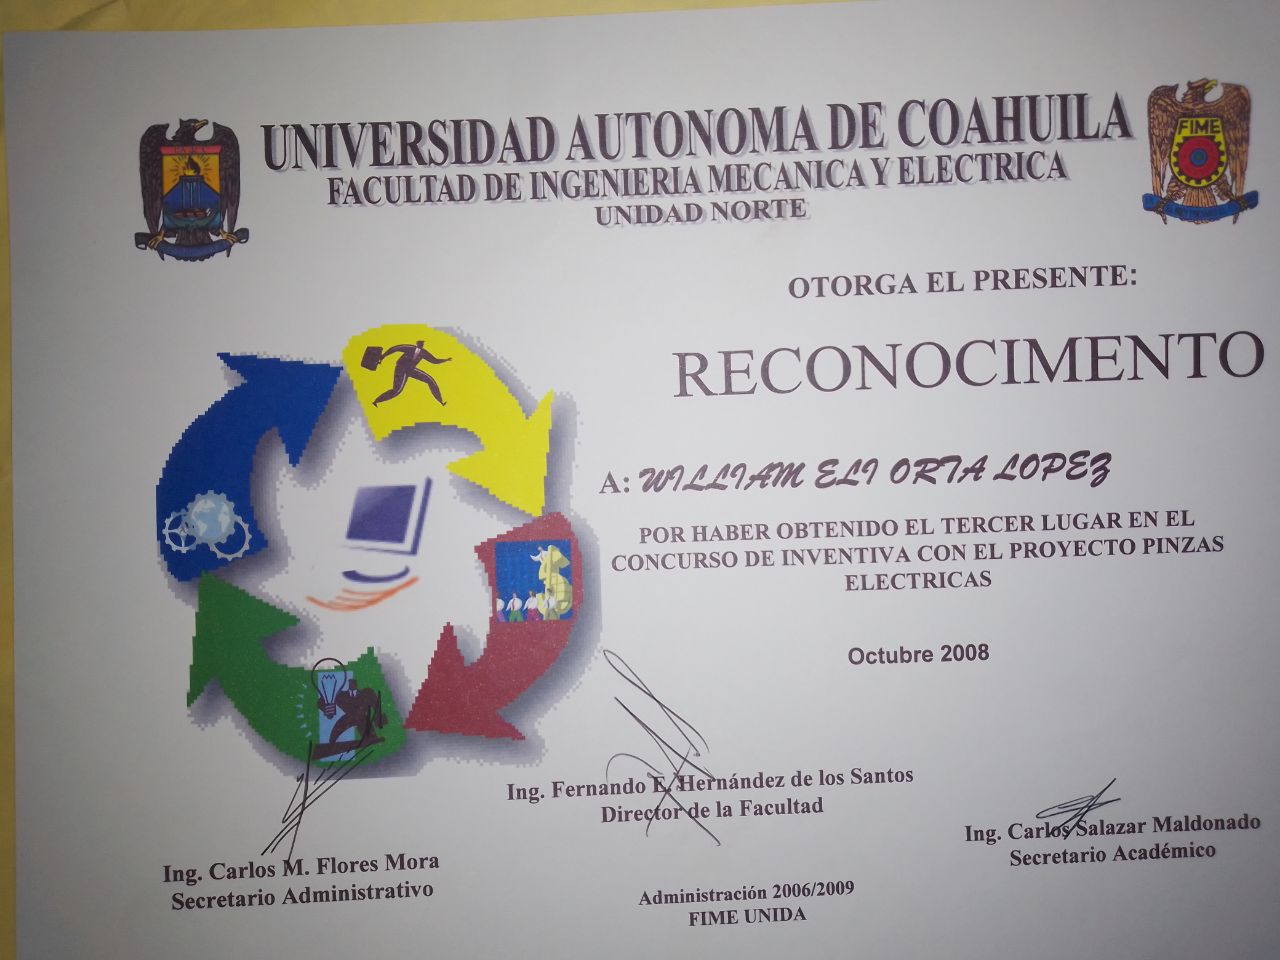 UNIVERSIDAD AUTONOMA DE COAHUILA
FACULTAD DE INGENIERIA MECANICA Y ELECTRICA
UNIDAD NORTE
FIME
OTORGA EL PRESENTE:
RECONOCIMENTO
A: WILLIAM ELI ORTA LOPEZ
POR HABER OBTENIDO EL TERCER LUGAR EN EL
CONCURSO DE INVENTIVA CON EL PROYECTO PINZAS
ELECTRICAS
Octubre 2008
Ing. Fernando E. Hernández de los Santos
Director de la Facultad
Ing. Carlos Salazar Maldonado
Secretario Académico
Ing. Carlos M. Flores Mora
Secretario Administrativo
Administración 2006/2009
FIME UNIDA